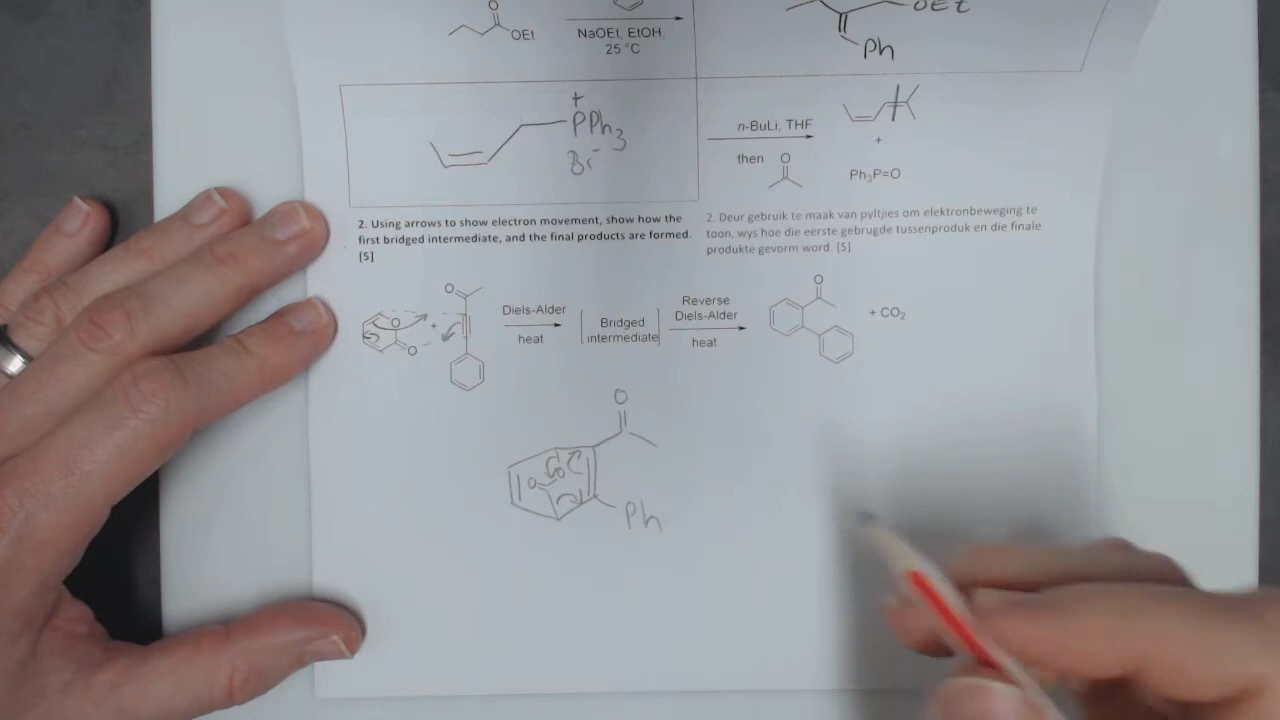 O
OEt
NaOEt, EtOH,
25 °C
OEt
Ph
+
PPh3
Br-
n-BuLi, THF
then
O
+
Ph3P=O
2. Using arrows to show electron movement, show how the
first bridged intermediate, and the final products are formed.
[5]
2. Deur gebruik te maak van pyltjies om elektronbeweging te
toon, wys hoe die eerste gebrugde tussenproduk en die finale
produkte gevorm word. [5]
O
O
+
O
Diels-Alder
heat
Bridged
intermediate
Reverse
Diels-Alder
heat
O
+ CO2
O
O
O
Ph